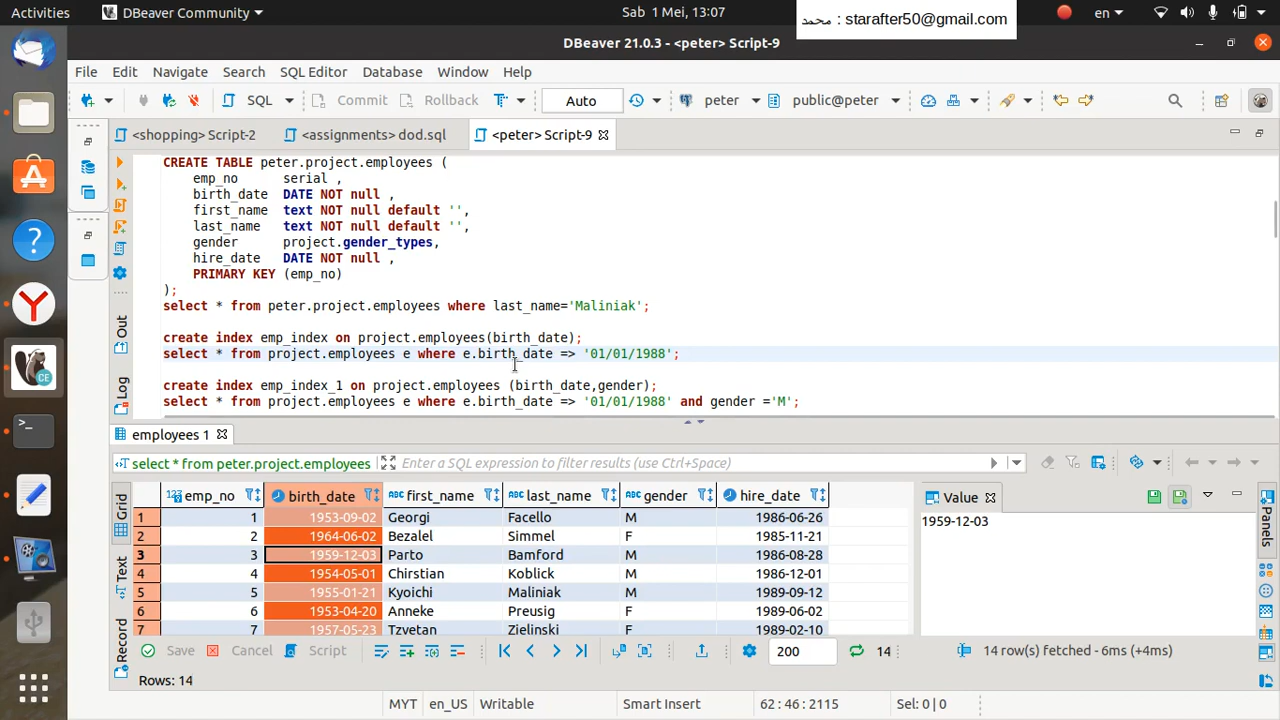 Activities
DBeaver Community
Sab 1 Mei, 13:07
محمد : starafter50@gmail.com
en
DBeaver 21.0.3 - <peter> Script-9
File Edit Navigate Search SQL Editor Database Window Help
SQL Commit Rollback Auto peter public@peter
<shopping> Script-2 <assignments> dod.sql <peter> Script-9
CREATE TABLE peter.project.employees (
emp_no serial ,
birth_date DATE NOT null ,
first_name text NOT null default '',
last_name text NOT null default '',
gender project.gender_types,
hire_date DATE NOT null ,
PRIMARY KEY (emp_no)
);
select * from peter.project.employees where last_name='Maliniak';
create index emp_index on project.employees(birth_date);
select * from project.employees e where e.birth_date => '01/01/1988';
create index emp_index_1 on project.employees (birth_date,gender);
select * from project.employees e where e.birth_date => '01/01/1988' and gender ='M';
Out
Log
employees 1
select * from peter.project.employees Enter a SQL expression to filter results (use Ctrl+Space)
Grid
Text
Record
123 emp_no birth_date ABC first_name ABC last_name ABC gender hire_date
1 1 1953-09-02 Georgi Facello M 1986-06-26
2 2 1964-06-02 Bezalel Simmel F 1985-11-21
3 3 1959-12-03 Parto Bamford M 1986-08-28
4 4 1954-05-01 Chirstian Koblick M 1986-12-01
5 5 1955-01-21 Kyoichi Maliniak M 1989-09-12
6 6 1953-04-20 Anneke Preusig F 1989-06-02
7 7 1957-05-23 Tzvetan Zielinski F 1989-02-10
Value
1959-12-03
Panels
Save Cancel Script 200 14 14 row(s) fetched - 6ms (+4ms)
Rows: 14
MYT en_US Writable Smart Insert 62 : 46 : 2115 Sel: 0 | 0